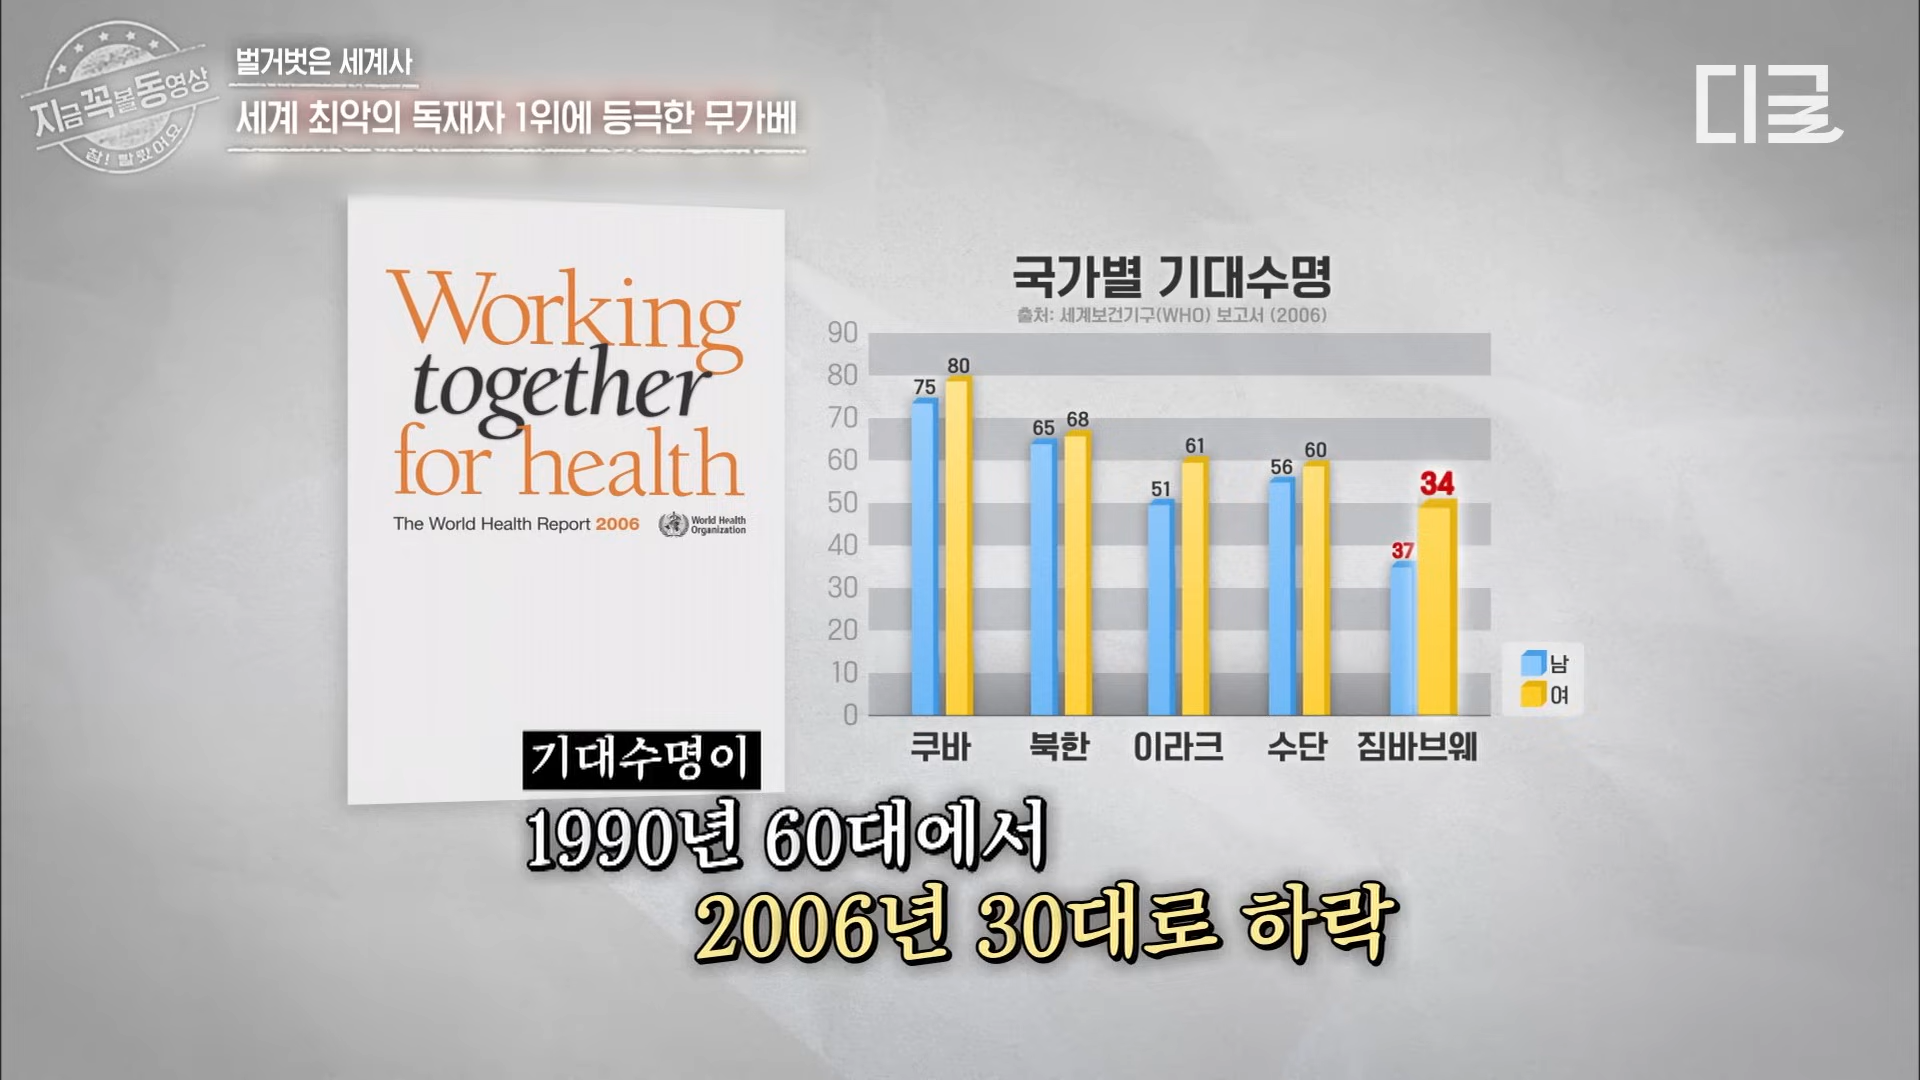 지금 꼭 볼 동영상
참! 잘랐어요
벌거벗은 세계사
세계 최악의 독재자 1위에 등극한 무가베
디글
Working
together
for health
The World Health Report 2006
World Health
Organization
국가별 기대수명
출처: 세계보건기구(WHO) 보고서 (2006)
90
80
70
60
50
40
30
20
10
0
75
80
65
68
51
61
56
60
37
34
쿠바
북한
이라크
수단
짐바브웨
남
여
기대수명이
1990년 60대에서
2006년 30대로 하락